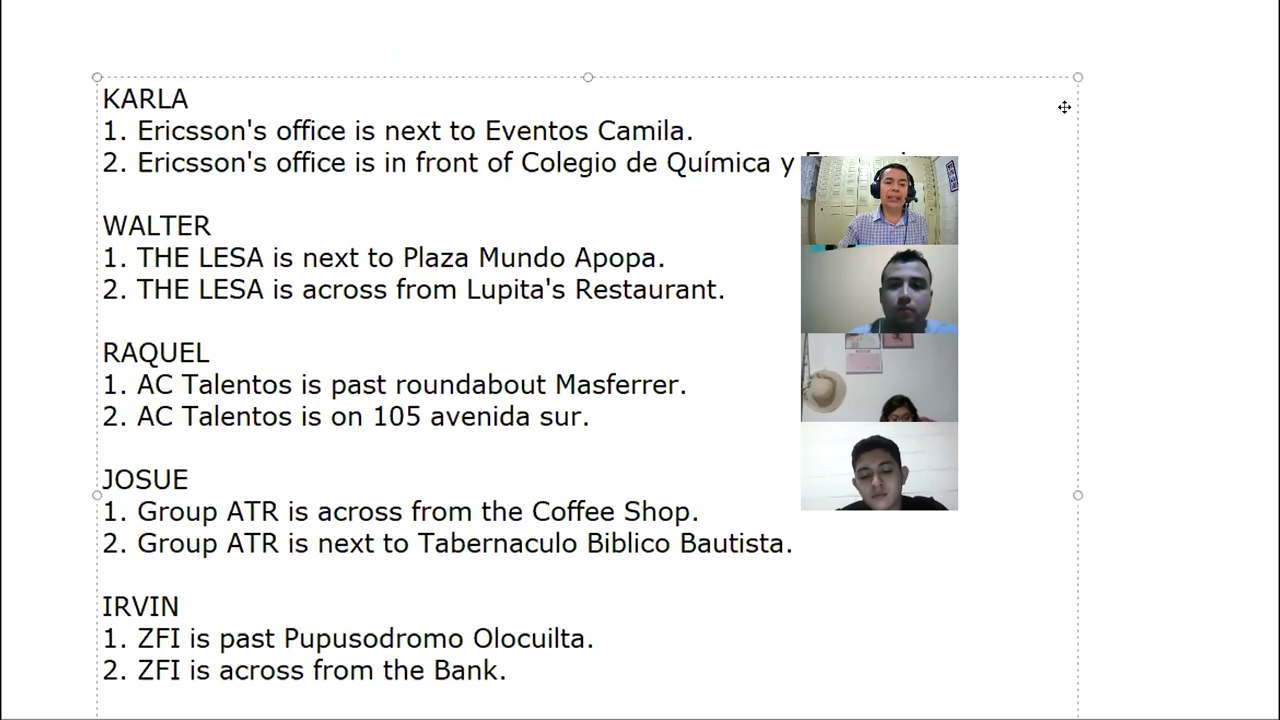 KARLA
1. Ericsson's office is next to Eventos Camila.
2. Ericsson's office is in front of Colegio de Química y
WALTER
1. THE LESA is next to Plaza Mundo Apopa.
2. THE LESA is across from Lupita's Restaurant.
RAQUEL
1. AC Talentos is past roundabout Masferrer.
2. AC Talentos is on 105 avenida sur.
JOSUE
1. Group ATR is across from the Coffee Shop.
2. Group ATR is next to Tabernaculo Biblico Bautista.
IRVIN
1. ZFI is past Pupusodromo Olocuilta.
2. ZFI is across from the Bank.